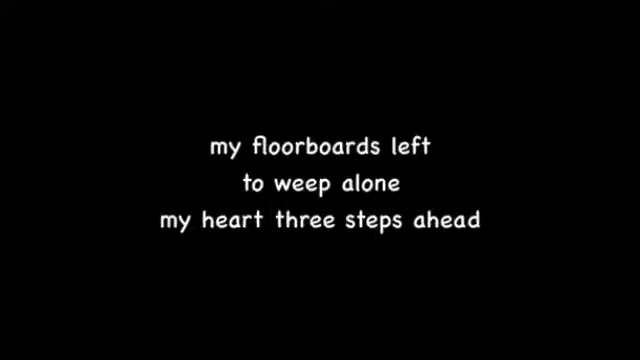 my floorboards left
to weep alone
my heart three steps ahead